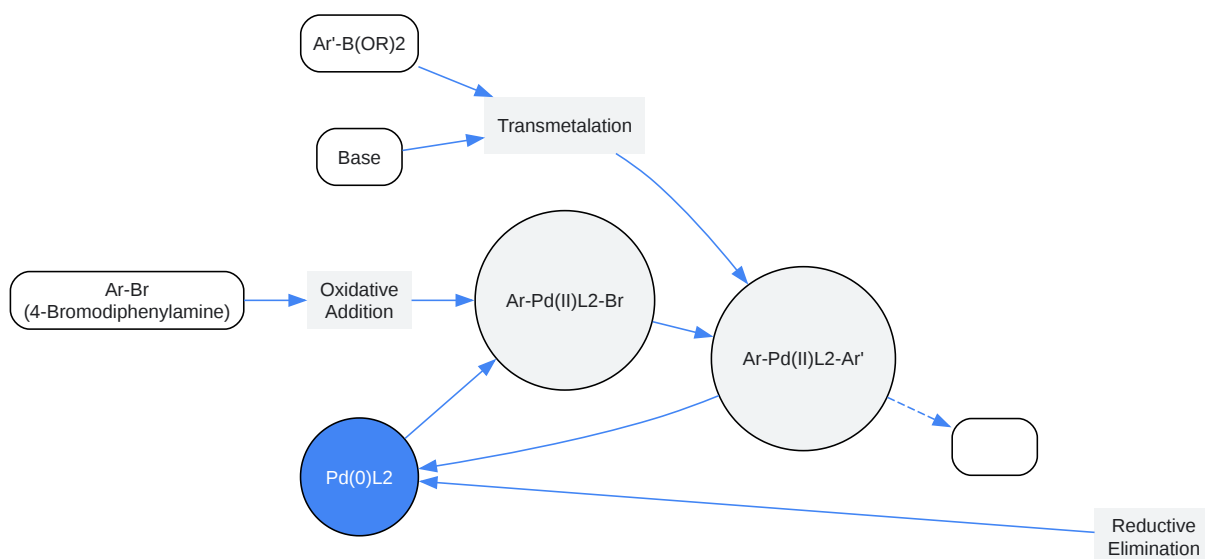 Ar'-B(OR)2
Transmetalation
Base
Ar-Br
(4-Bromodiphenylamine)
Oxidative
Addition
Ar-Pd(II)L2-Br
Ar-Pd(II)L2-Ar'
Pd(0)L2
Reductive
Elimination